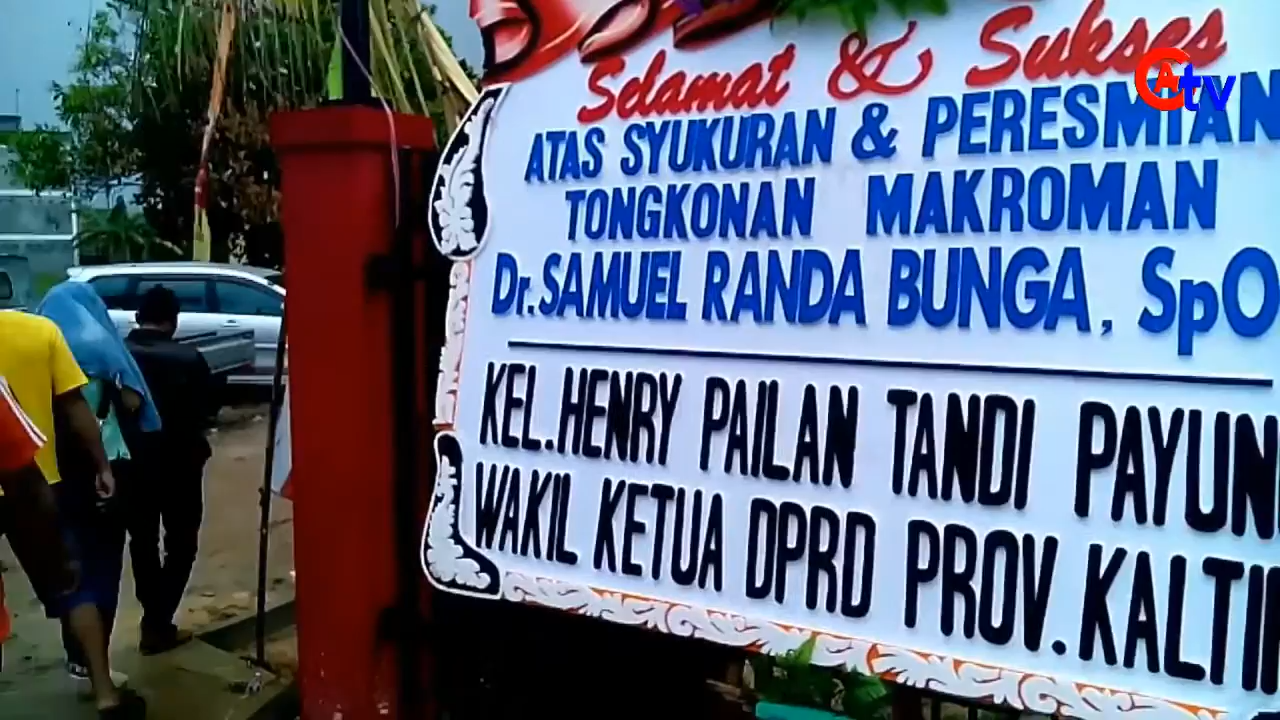 Selamat & Sukses
ATAS SYUKURAN & PERESMIAN
TONGKONAN MAKROMAN
Dr. SAMUEL RANDA BUNGA, SpO
KEL. HENRY PAILAN TANDI PAYUN
WAKIL KETUA DPRD PROV. KALTI
CAtv